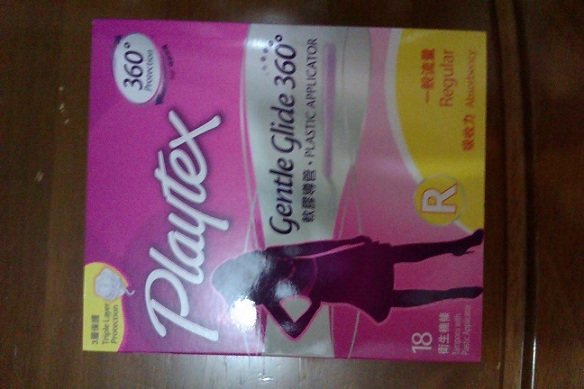 360°
Protection
Playtex
Gentle Glide 360°
軟膠導管・PLASTIC APPLICATOR
一般流量
Regular
吸收力 Absorbency
R
3層保護
Triple Layer
Protection
18
衛生棉條
Tampons with
Plastic Applicator